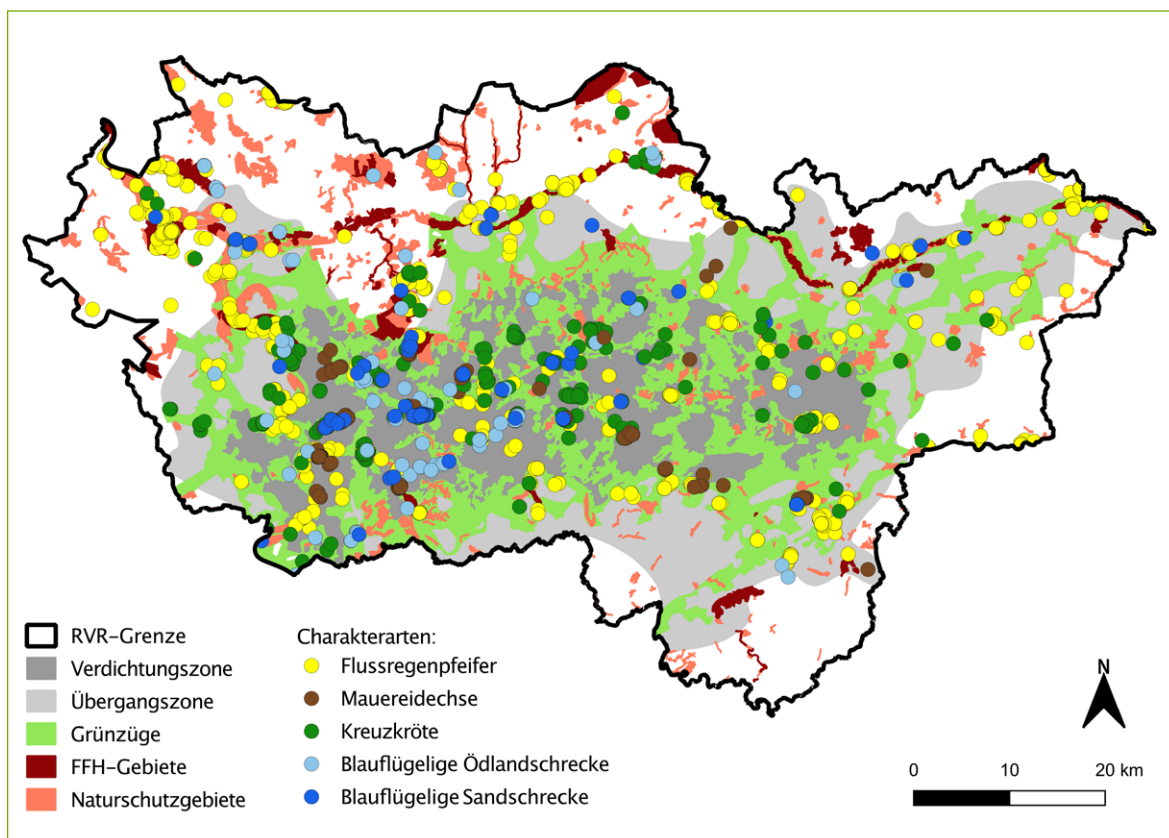 RVR-Grenze
Verdichtungszone
Übergangszone
Grünzüge
FFH-Gebiete
Naturschutzgebiete
Charakterarten:
Flussregenpfeifer
Mauereidechse
Kreuzkröte
Blauflügelige Ödlandschrecke
Blauflügelige Sandschrecke
N
0 10 20 km